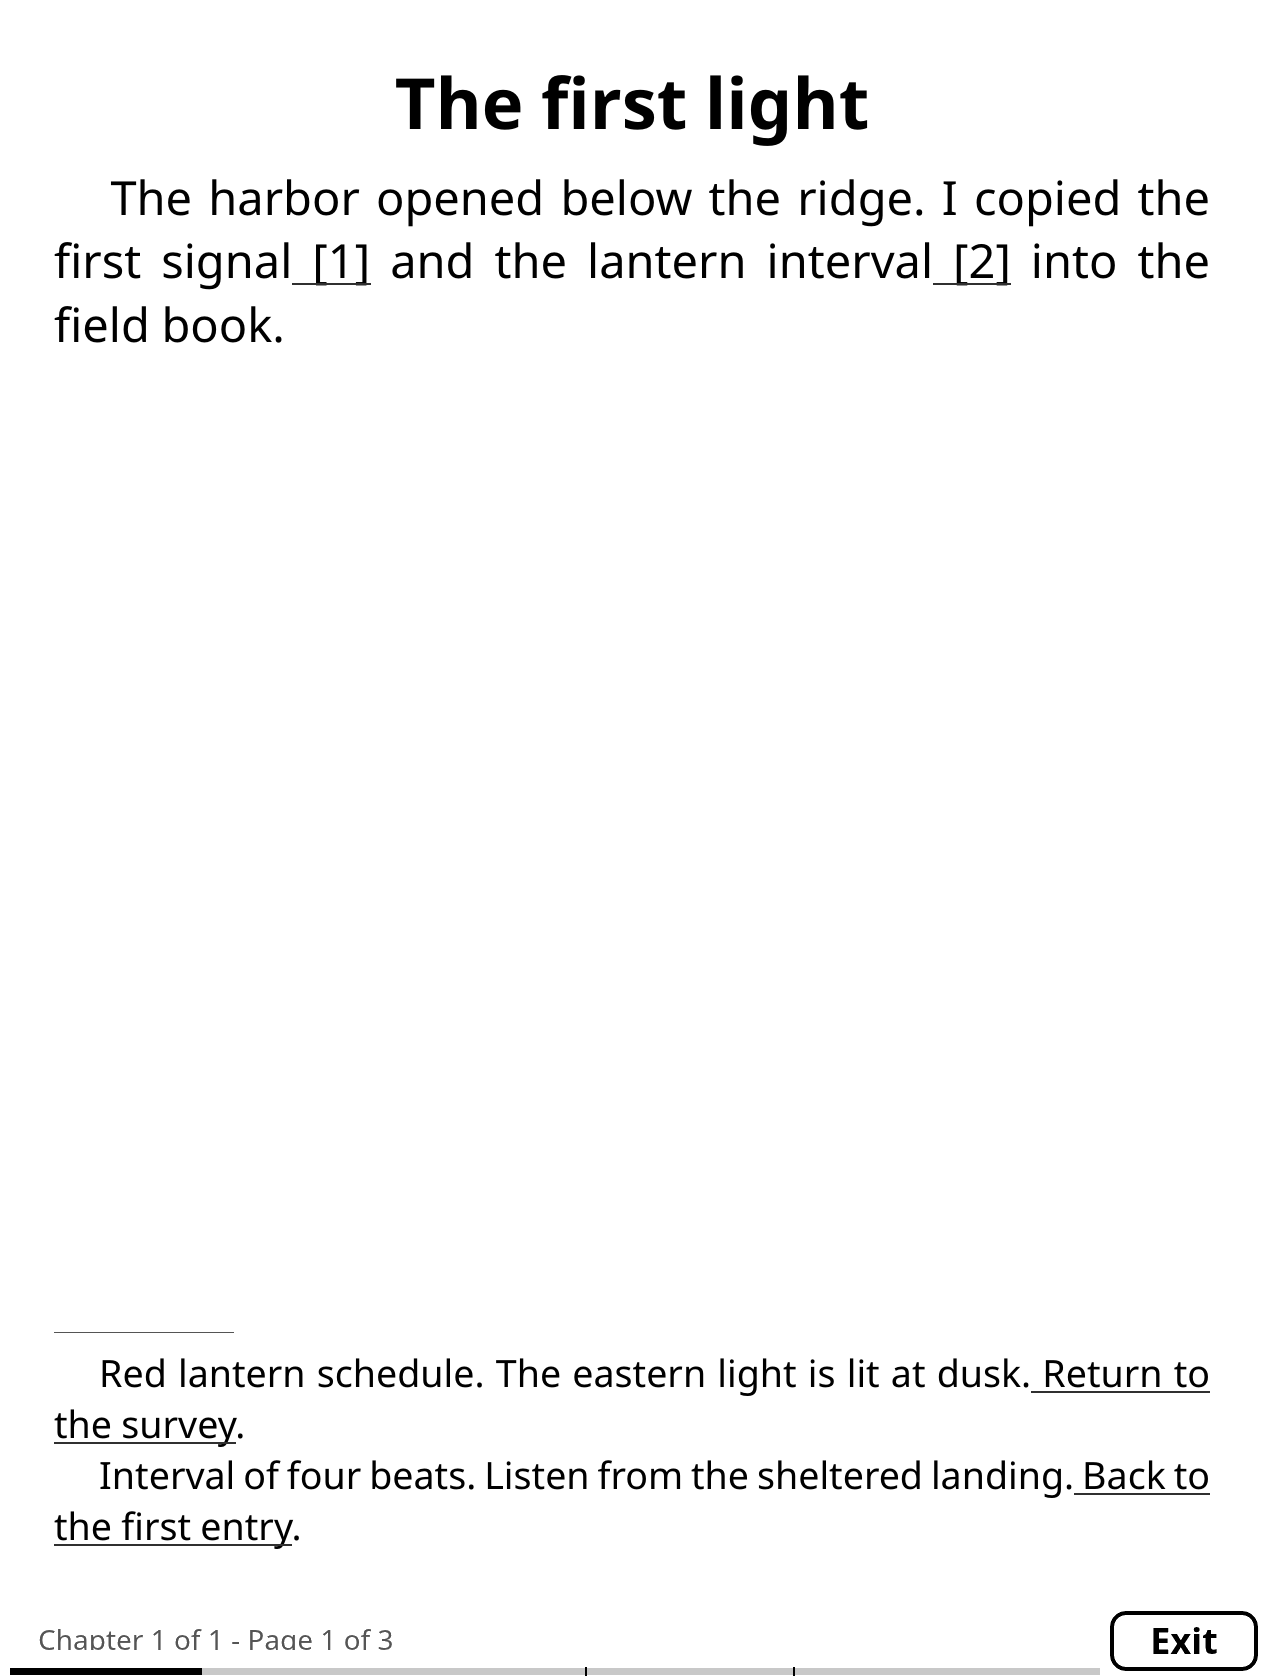 The first light
The harbor opened below the ridge. I copied the
first signal [1] and the lantern interval [2] into the
field book.
Red lantern schedule. The eastern light is lit at dusk. Return to
the survey.
Interval of four beats. Listen from the sheltered landing. Back to
the first entry.
Chapter 1 of 1 - Page 1 of 3
Exit